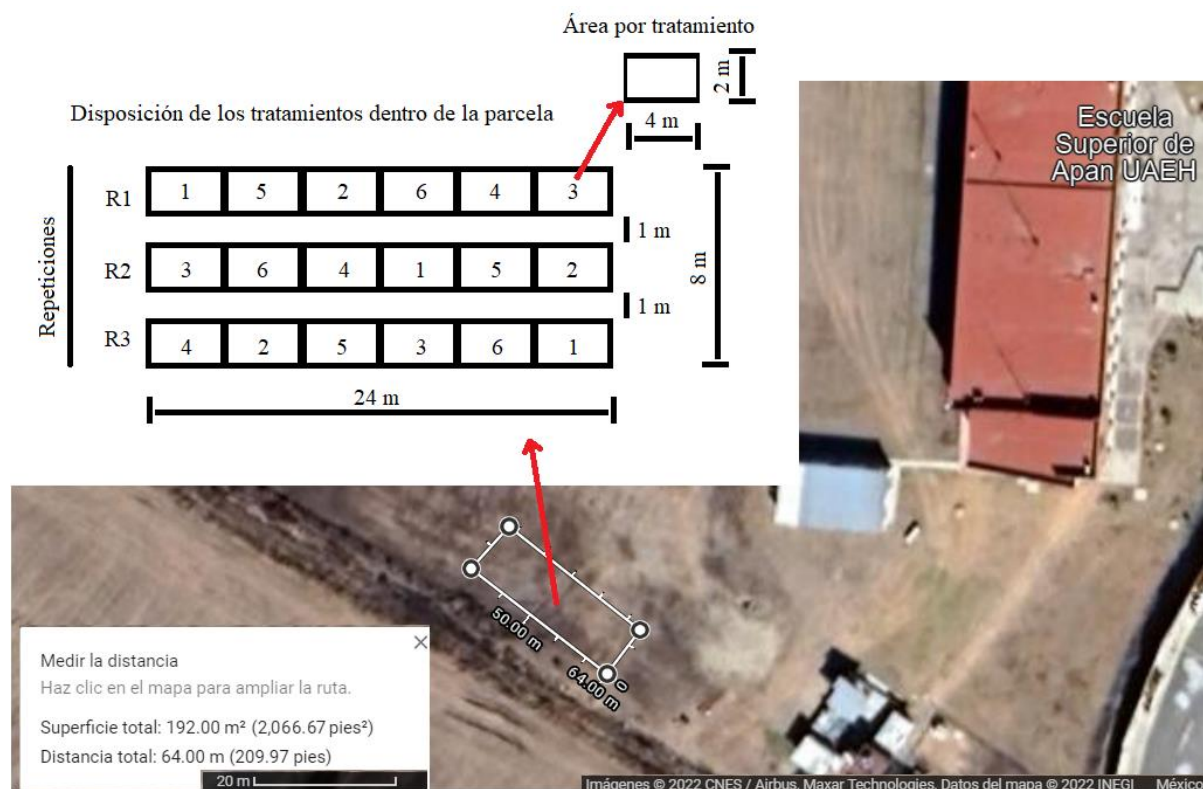 Área por tratamiento
2 m
4 m
Disposición de los tratamientos dentro de la parcela
Repeticiones
R1 1 5 2 6 4 3
1 m
R2 3 6 4 1 5 2
1 m
R3 4 2 5 3 6 1
8 m
24 m
Escuela
Superior de
Apan UAEH
50.00 m
64.00 m
0
Medir la distancia
Haz clic en el mapa para ampliar la ruta.
Superficie total: 192.00 m² (2,066.67 pies²)
Distancia total: 64.00 m (209.97 pies)
20 m
Imágenes © 2022 CNES / Airbus, Maxar Technologies, Datos del mapa © 2022 INEGI México